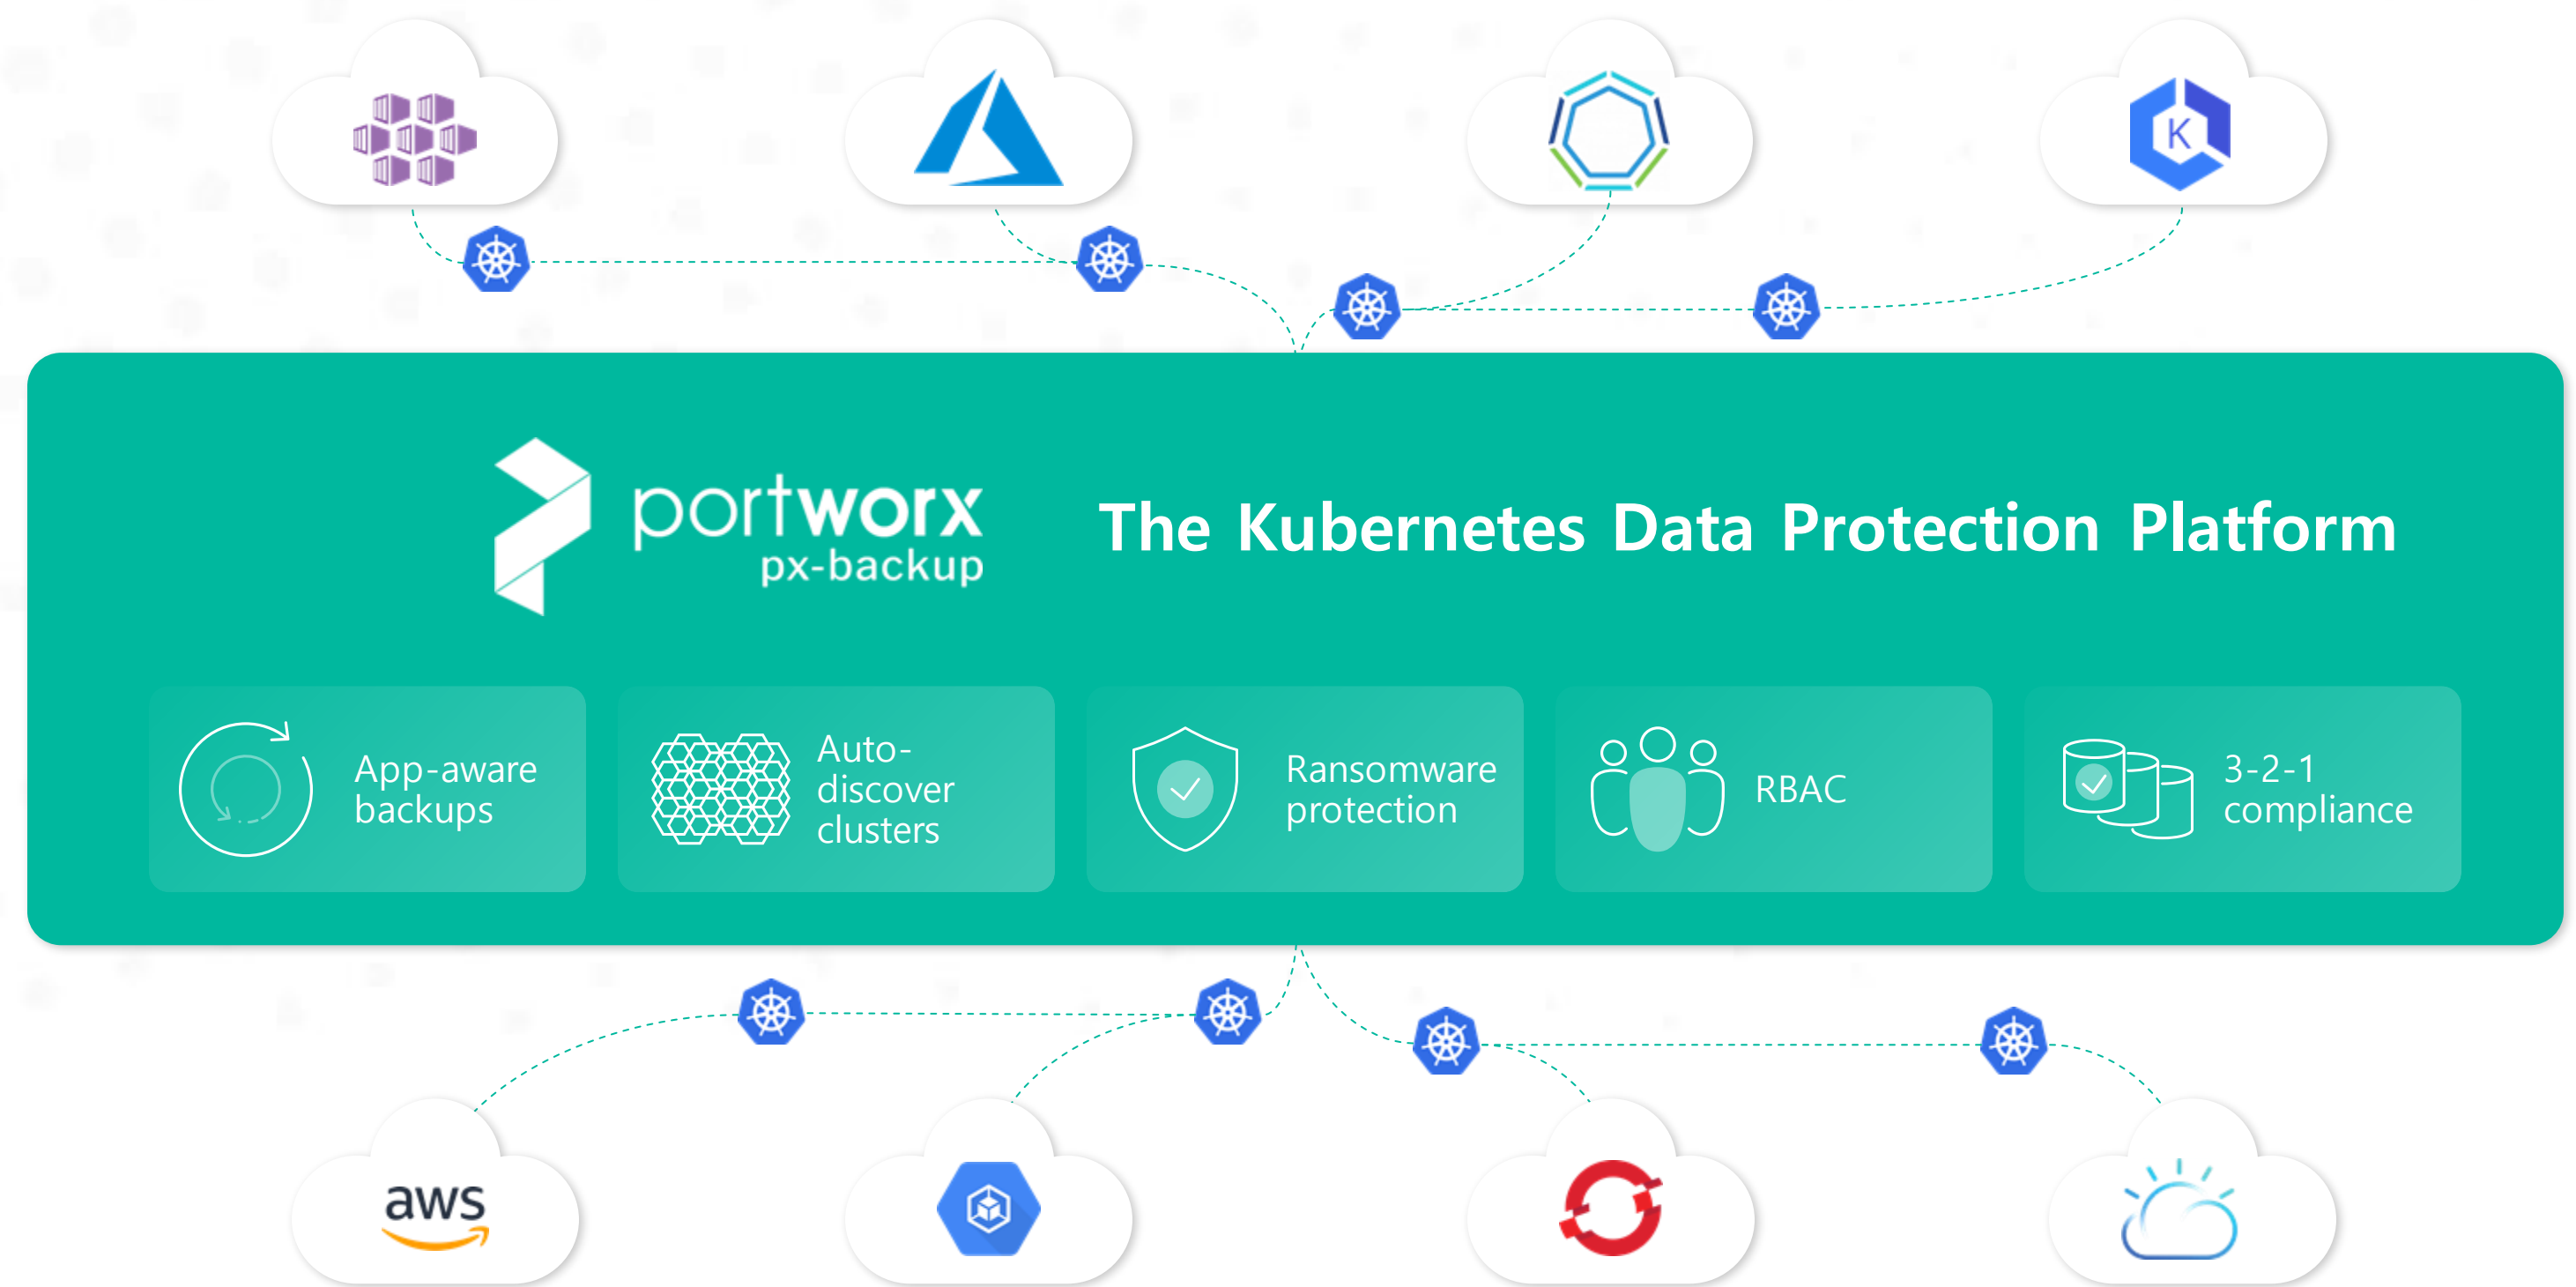 K
portworx
px-backup
The Kubernetes Data Protection Platform
App-aware
backups
Auto-
discover
clusters
Ransomware
protection
RBAC
3-2-1
compliance
aws